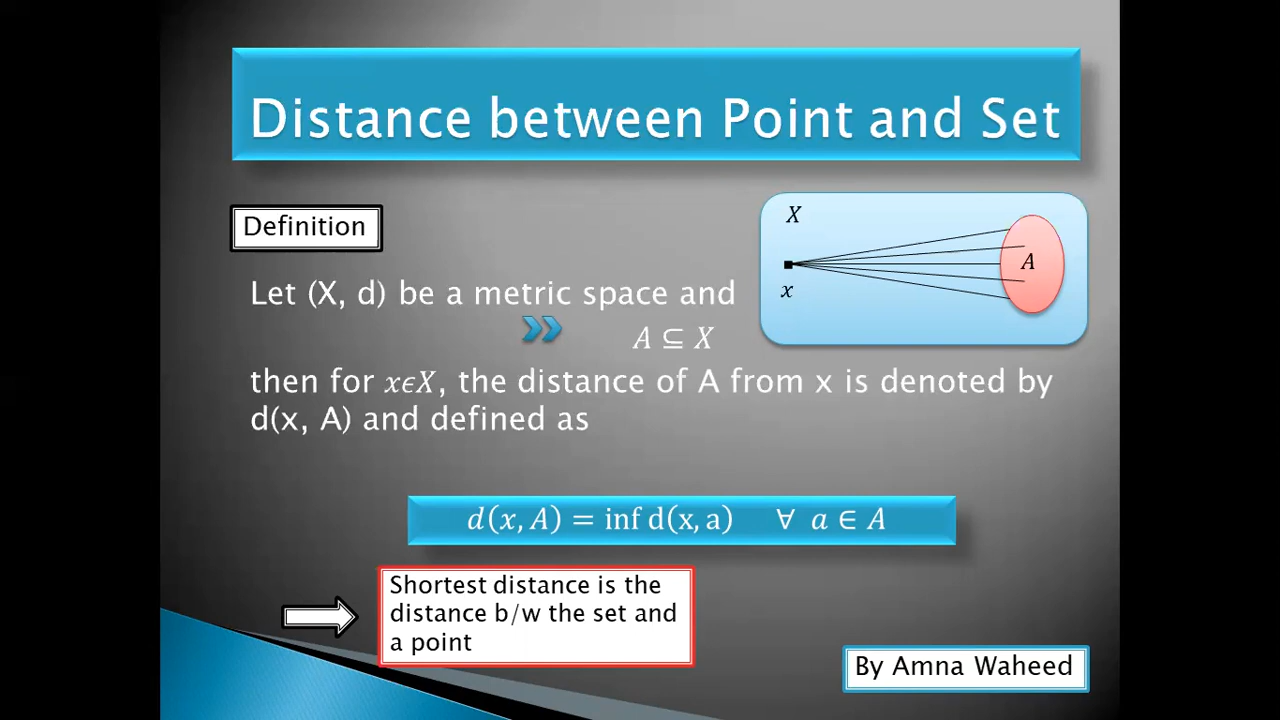 Distance between Point and Set
Definition
X
A
x
Let (X, d) be a metric space and
A ⊆ X
then for xϵX, the distance of A from x is denoted by
d(x, A) and defined as
d(x, A) = inf d(x, a)  ∀ a ∈ A
Shortest distance is the
distance b/w the set and
a point
By Amna Waheed